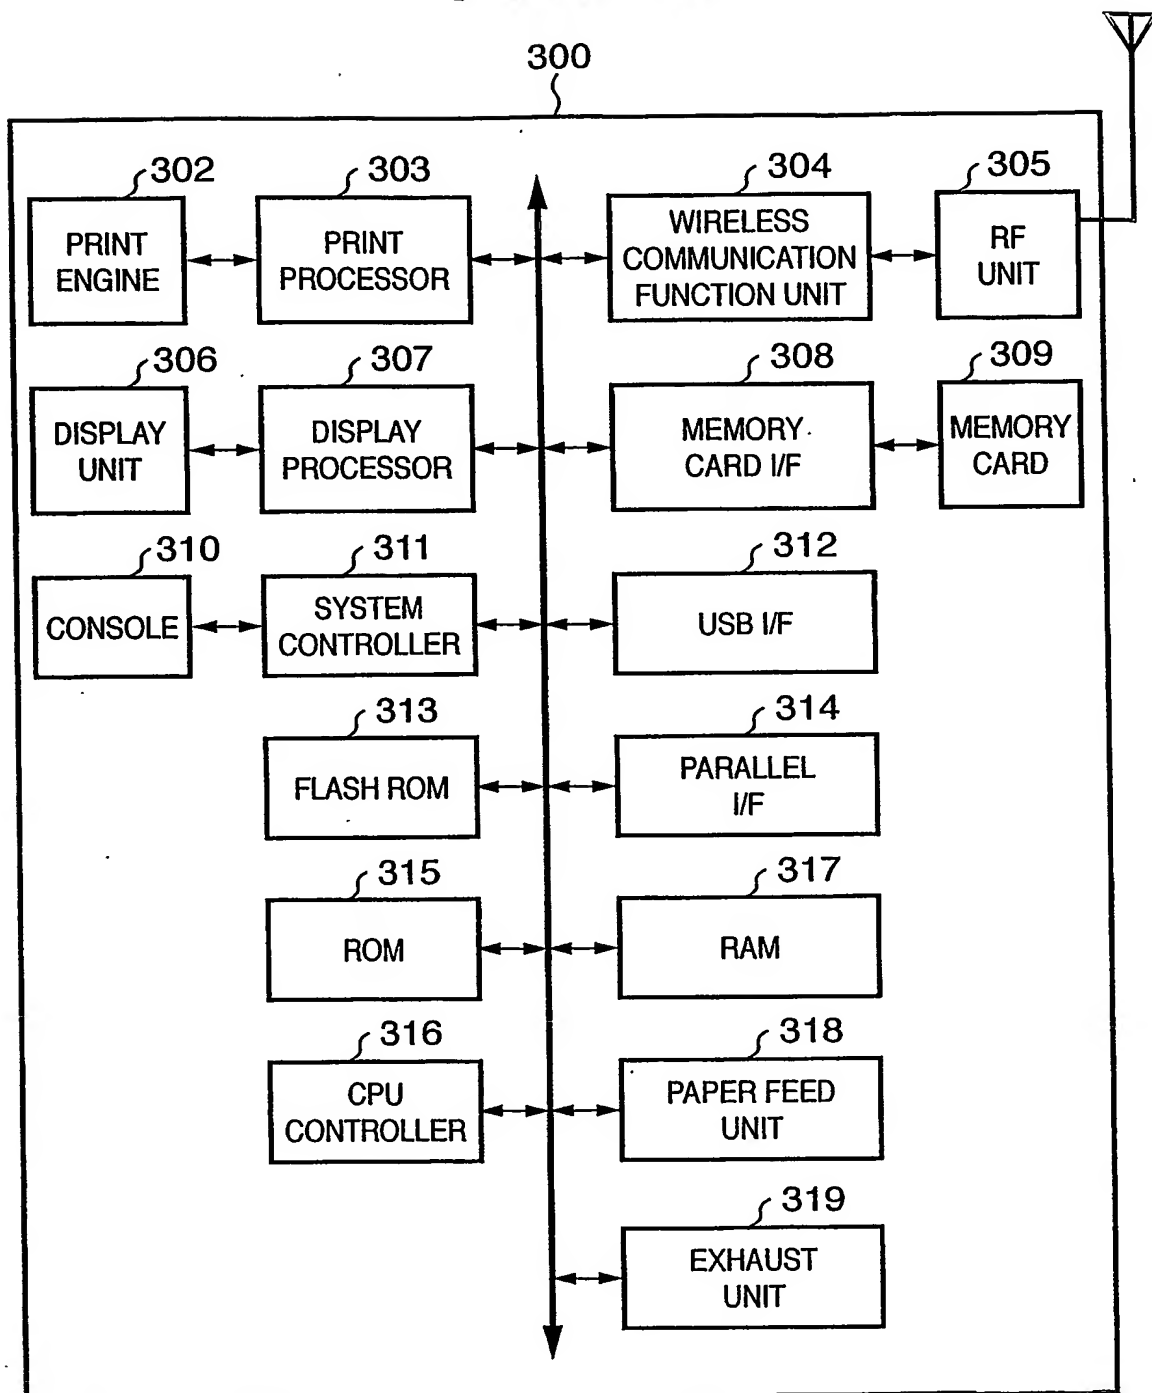 300
302
303
304
305
PRINT
ENGINE
PRINT
PROCESSOR
WIRELESS
COMMUNICATION
FUNCTION UNIT
RF
UNIT
306
307
308
309
DISPLAY
UNIT
DISPLAY
PROCESSOR
MEMORY
CARD I/F
MEMORY
CARD
310
311
312
CONSOLE
SYSTEM
CONTROLLER
USB I/F
313
314
FLASH ROM
PARALLEL
I/F
315
317
ROM
RAM
316
318
CPU
CONTROLLER
PAPER FEED
UNIT
319
EXHAUST
UNIT